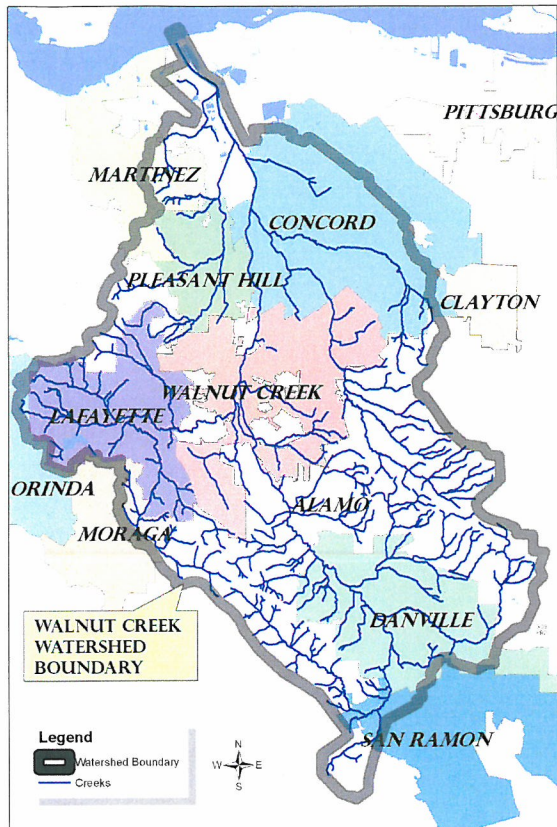 PITTSBURG
MARTINEZ
CONCORD
PLEASANT HILL
CLAYTON
WALNUT CREEK
LAFAYETTE
ORINDA
ALAMO
MORAGA
DANVILLE
WALNUT CREEK
WATERSHED
BOUNDARY
SAN RAMON
Legend
Watershed Boundary
Creeks
N
W E
S